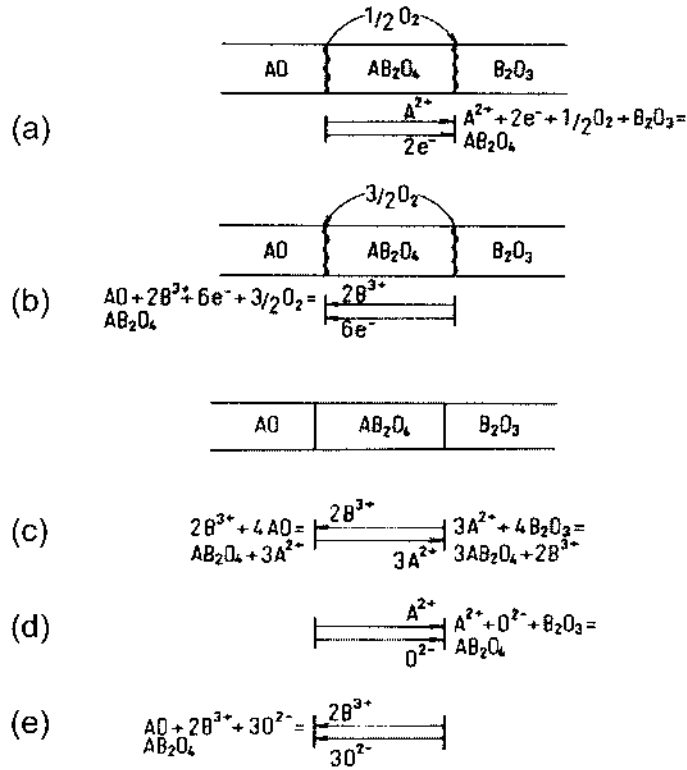 1/2 O₂
AO AB₂O₄ B₂O₃
(a)
A²⁺ A²⁺ + 2e⁻ + 1/2 O₂ + B₂O₃ =
2e⁻ AB₂O₄
3/2 O₂
AO AB₂O₄ B₂O₃
(b)
AO + 2B³⁺ + 6e⁻ + 3/2 O₂ = 2B³⁺
AB₂O₄ 6e⁻
AO AB₂O₄ B₂O₃
(c)
2B³⁺ + 4AO = 2B³⁺ 3A²⁺ + 4B₂O₃ =
AB₂O₄ + 3A²⁺ 3A²⁺ 3AB₂O₄ + 2B³⁺
(d)
A²⁺ A²⁺ + O²⁻ + B₂O₃ =
O²⁻ AB₂O₄
(e)
AO + 2B³⁺ + 3O²⁻ = 2B³⁺
AB₂O₄ 3O²⁻